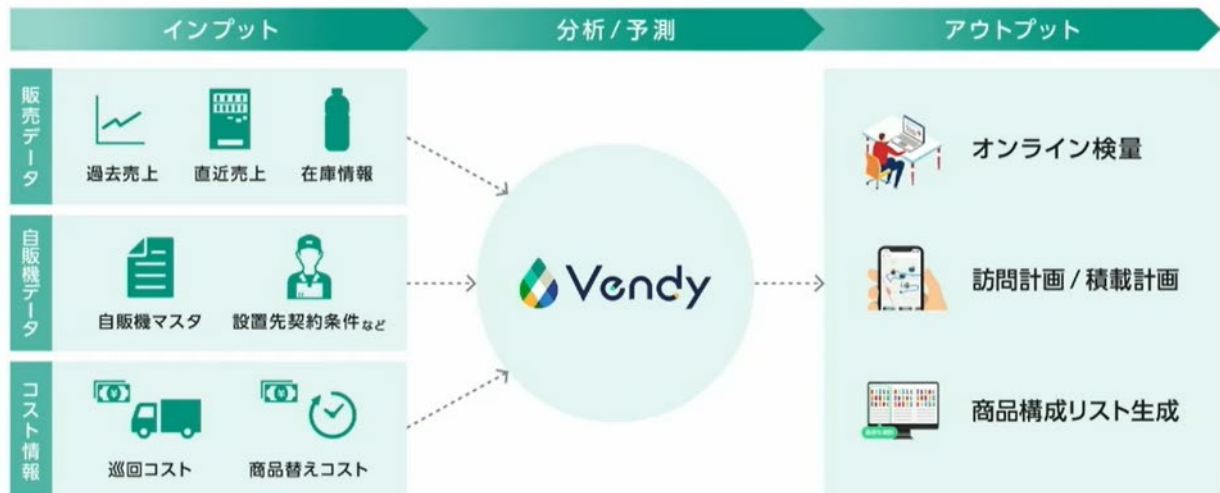 インプット
分析/予測
アウトプット
販売データ
過去売上
直近売上
在庫情報
自販機データ
自販機マスタ
設置先契約条件など
コスト情報
巡回コスト
商品替えコスト
Vendy
オンライン検量
訪問計画 / 積載計画
商品構成リスト生成